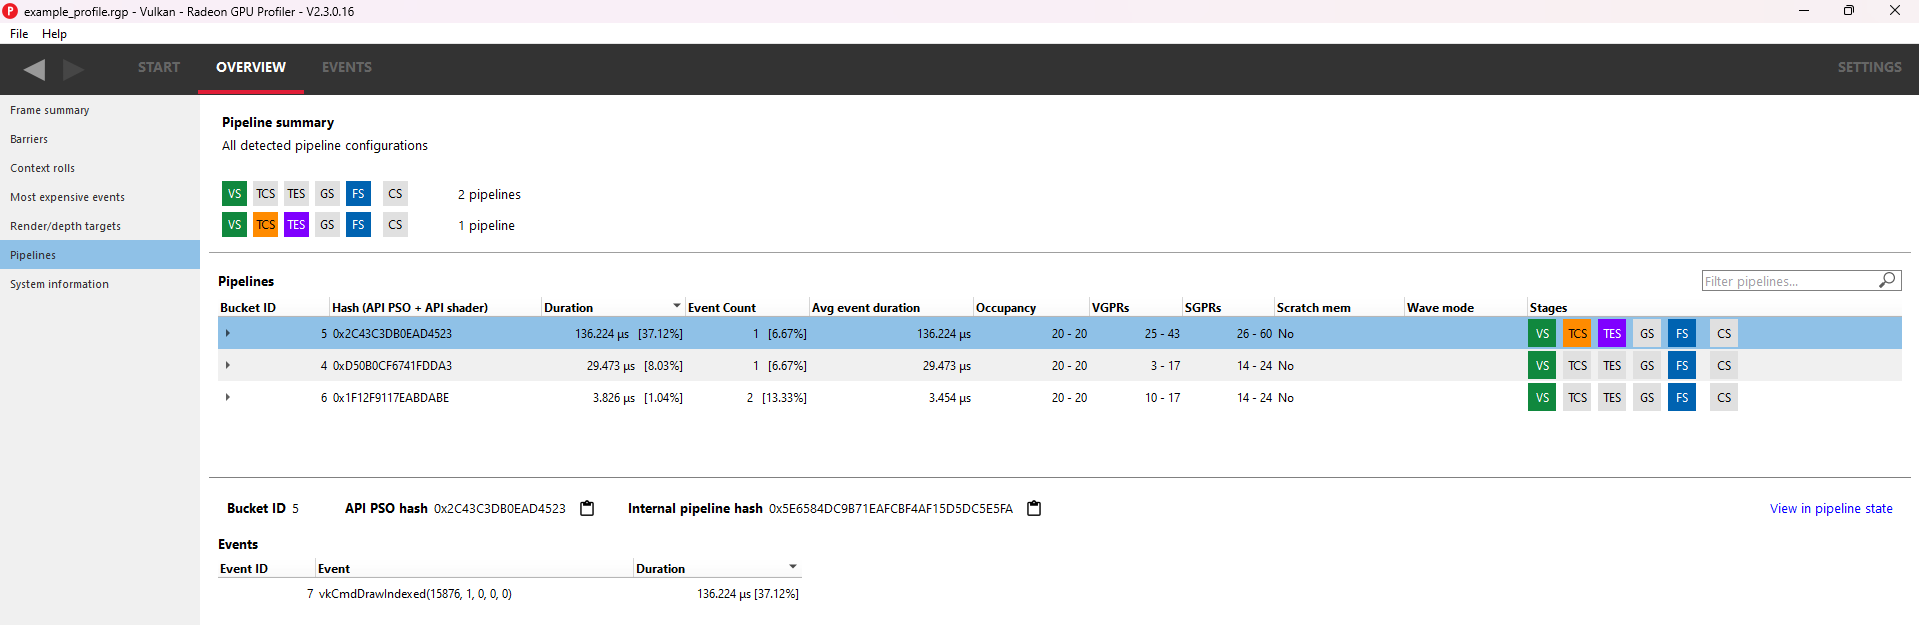 example_profile.rgp - Vulkan - Radeon GPU Profiler - V2.3.0.16
File Help
START OVERVIEW EVENTS SETTINGS
Frame summary
Barriers
Context rolls
Most expensive events
Render/depth targets
Pipelines
System information
Pipeline summary
All detected pipeline configurations
VS TCS TES GS FS CS 2 pipelines
VS TCS TES GS FS CS 1 pipeline
Pipelines Filter pipelines...
Bucket ID Hash (API PSO + API shader) Duration Event Count Avg event duration Occupancy VGPRs SGPRs Scratch mem Wave mode Stages
5 0x2C43C3DB0EAD4523 136.224 µs [37.12%] 1 [6.67%] 136.224 µs 20 - 20 25 - 43 26 - 60 No VS TCS TES GS FS CS
4 0xD50B0CF6741FDDA3 29.473 µs [8.03%] 1 [6.67%] 29.473 µs 20 - 20 3 - 17 14 - 24 No VS TCS TES GS FS CS
6 0x1F12F9117EABDABE 3.826 µs [1.04%] 2 [13.33%] 3.454 µs 20 - 20 10 - 17 14 - 24 No VS TCS TES GS FS CS
Bucket ID 5 API PSO hash 0x2C43C3DB0EAD4523 Internal pipeline hash 0x5E6584DC9B71EAFCBF4AF15D5DC5E5FA View in pipeline state
Events
Event ID Event Duration
7 vkCmdDrawIndexed(15876, 1, 0, 0, 0) 136.224 µs [37.12%]